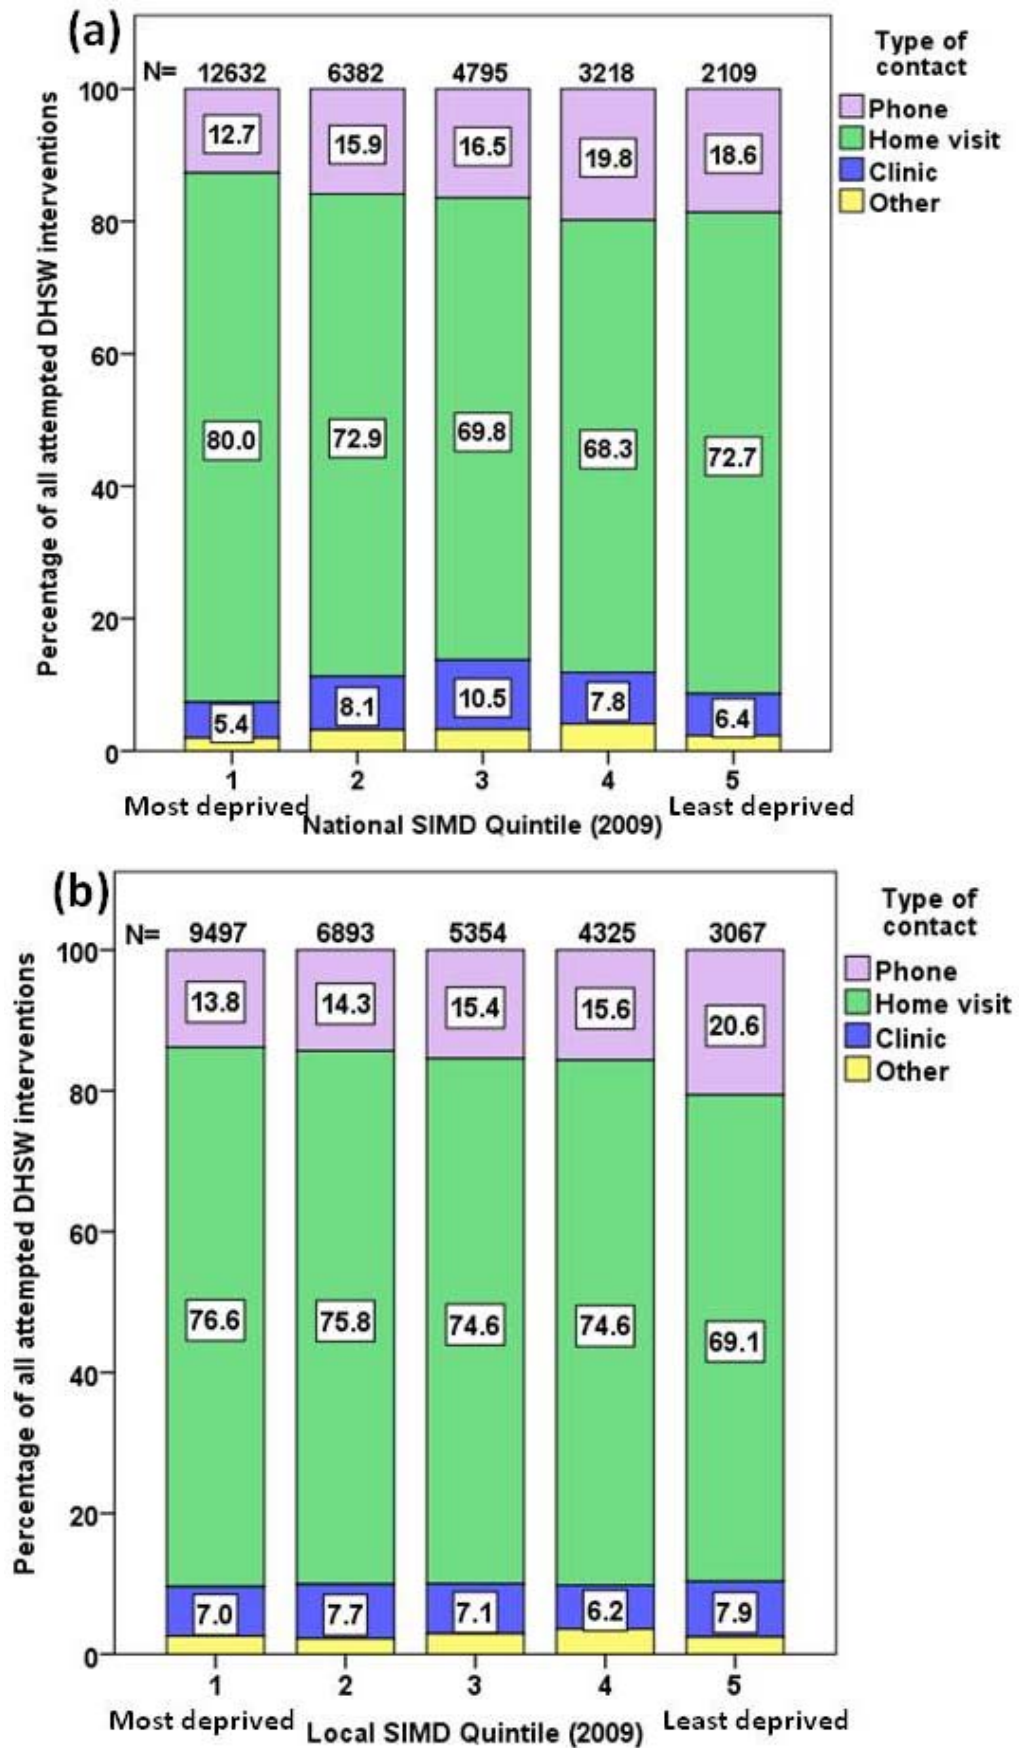 (a)
N= 12632 6382 4795 3218 2109
Type of
contact
Phone
Home visit
Clinic
Other
Percentage of all attempted DHSW interventions
100
80
60
40
20
0
12.7 15.9 16.5 19.8 18.6
80.0 72.9 69.8 68.3 72.7
5.4 8.1 10.5 7.8 6.4
1 2 3 4 5
Most deprived Least deprived
National SIMD Quintile (2009)
(b)
N= 9497 6893 5354 4325 3067
Type of
contact
Phone
Home visit
Clinic
Other
Percentage of all attempted DHSW interventions
100
80
60
40
20
0
13.8 14.3 15.4 15.6 20.6
76.6 75.8 74.6 74.6 69.1
7.0 7.7 7.1 6.2 7.9
1 2 3 4 5
Most deprived Least deprived
Local SIMD Quintile (2009)